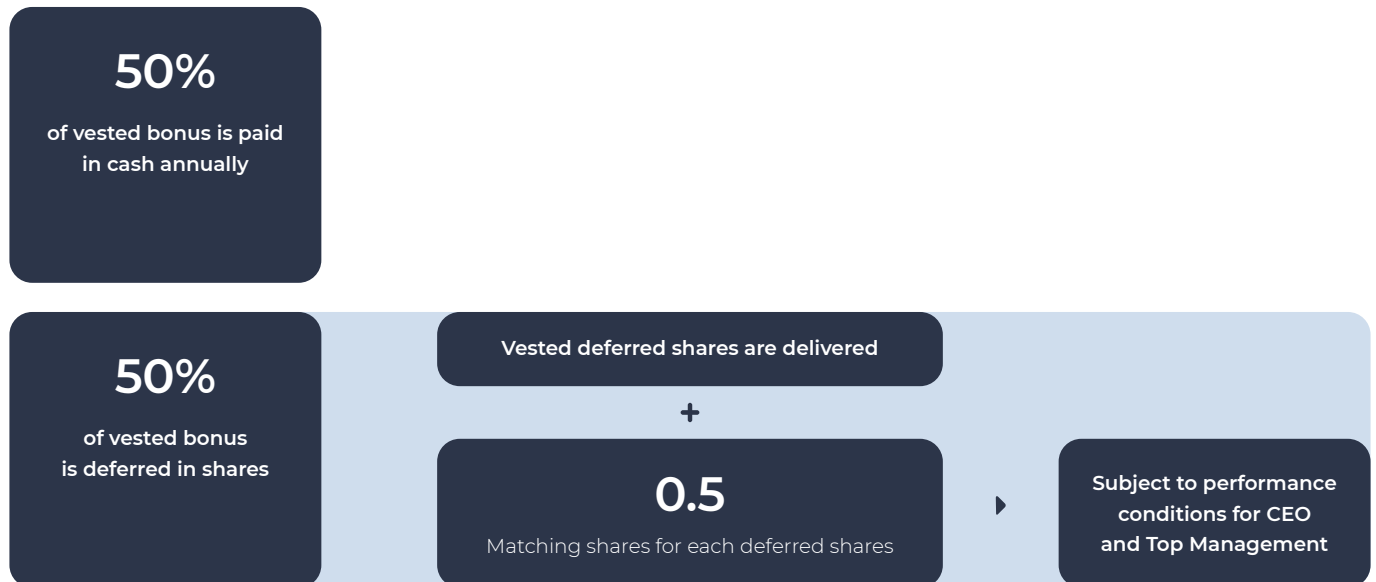 50%
of vested bonus is paid
in cash annually
50%
of vested bonus
is deferred in shares
Vested deferred shares are delivered
+
0.5
Matching shares for each deferred shares
Subject to performance
conditions for CEO
and Top Management